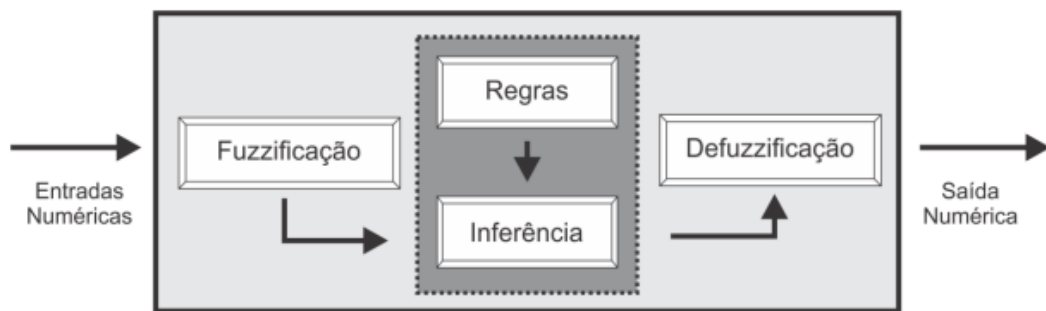 Entradas
Numéricas
Fuzzificação
Regras
Inferência
Defuzzificação
Saída
Numérica